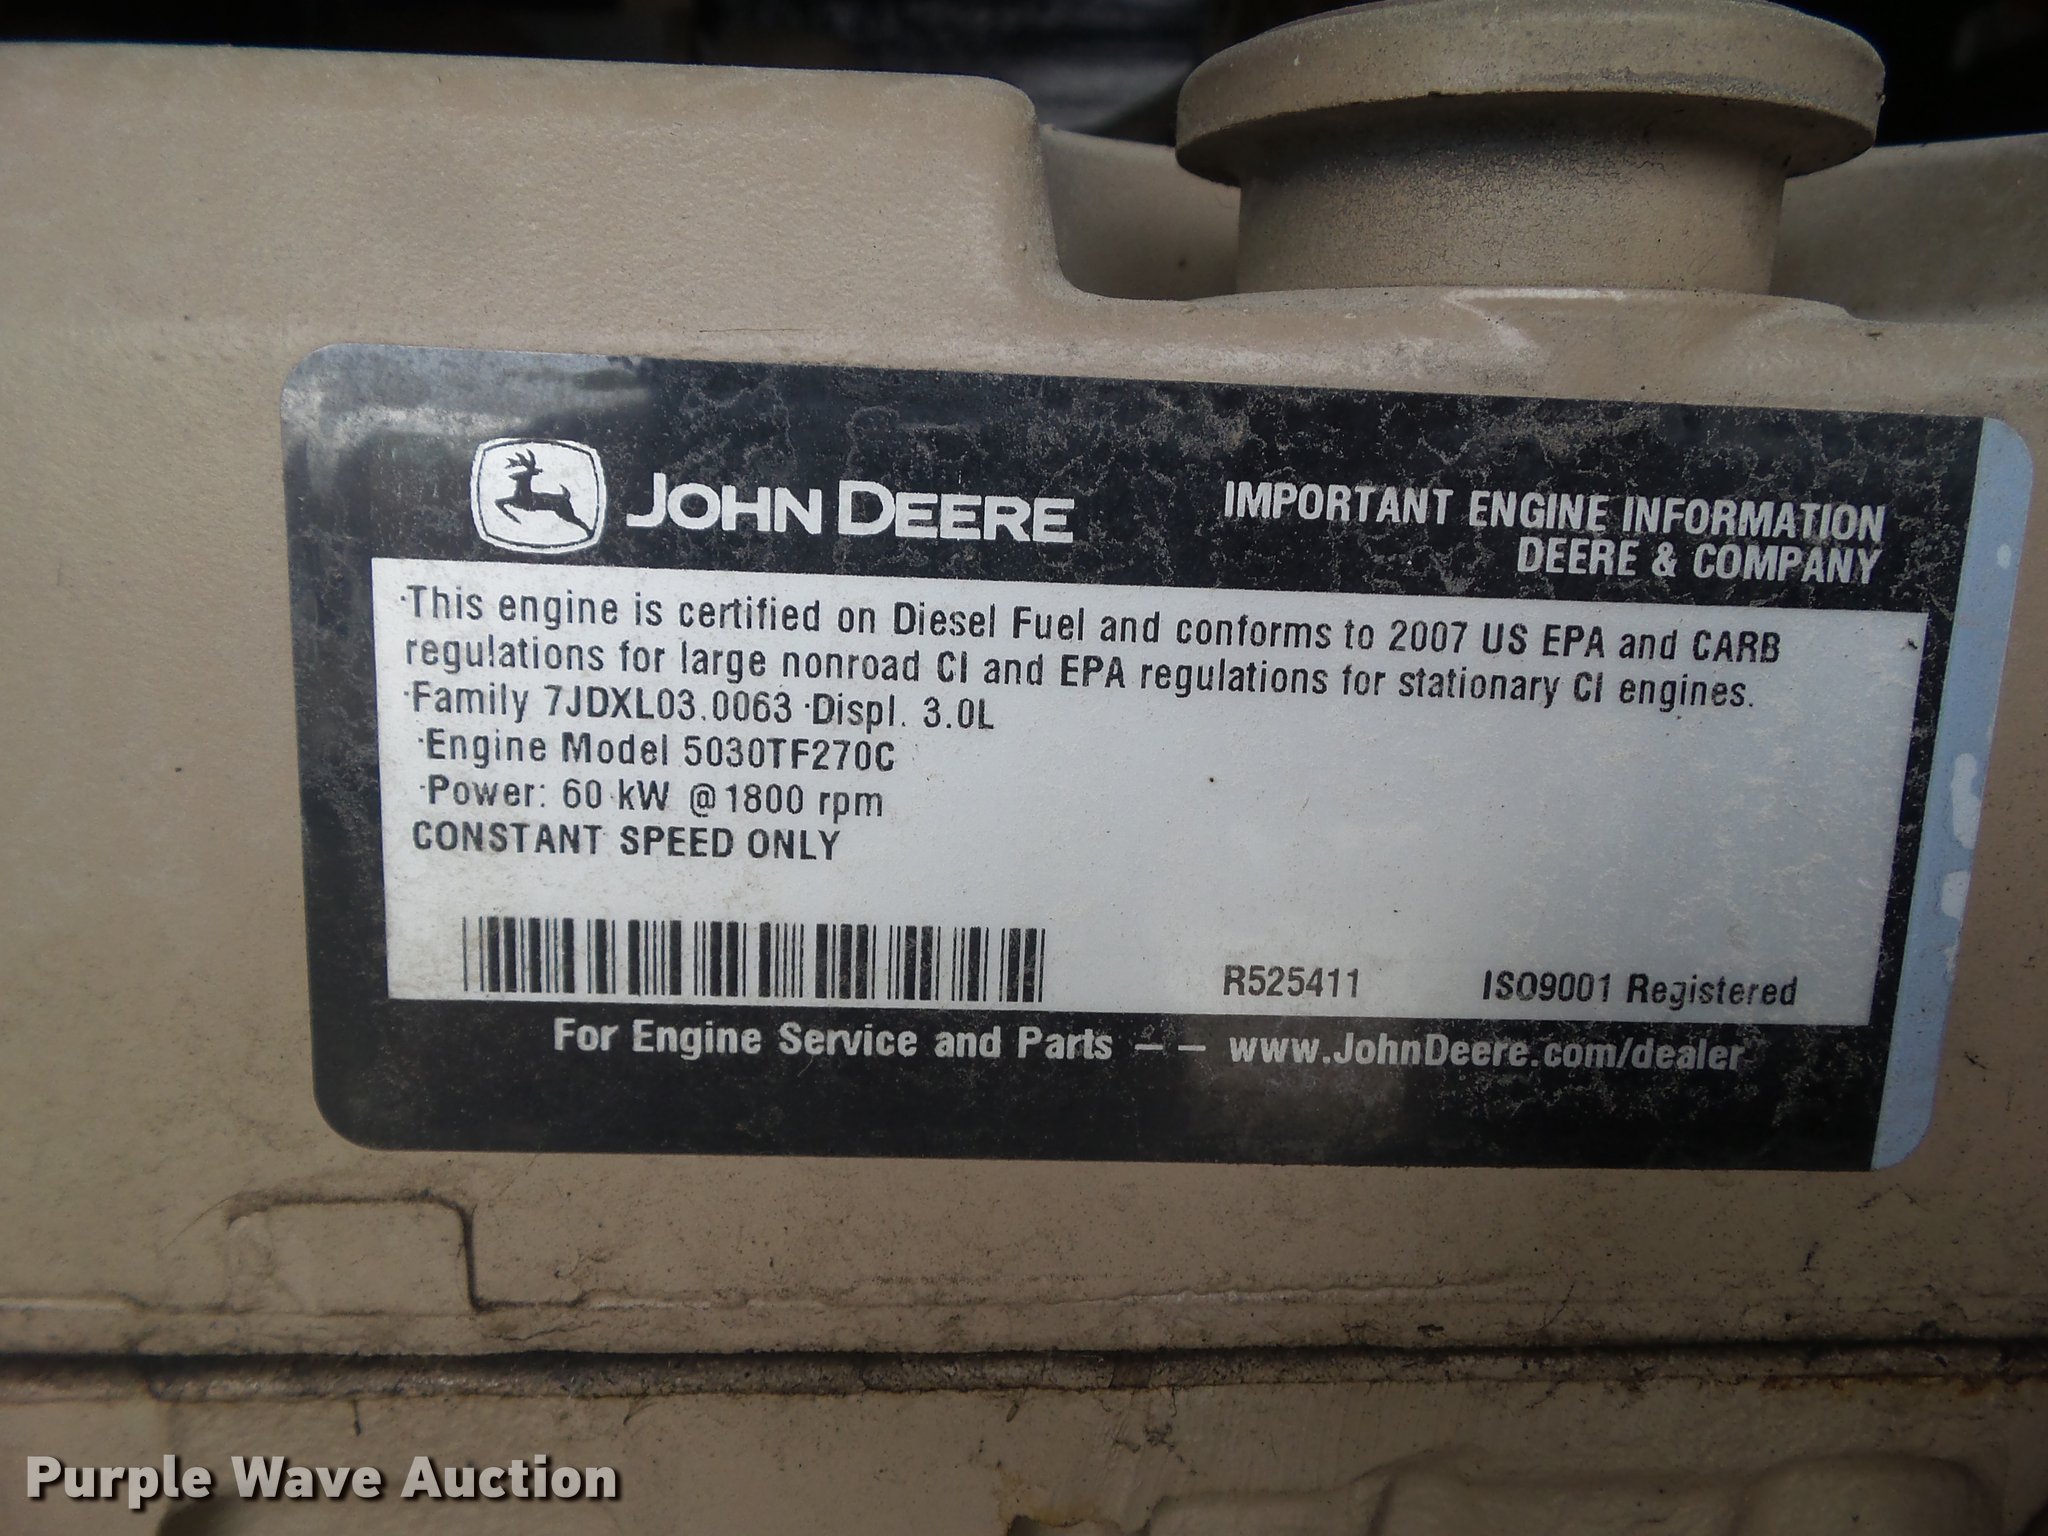 JOHN DEERE
IMPORTANT ENGINE INFORMATION
DEERE & COMPANY
·This engine is certified on Diesel Fuel and conforms to 2007 US EPA and CARB
regulations for large nonroad CI and EPA regulations for stationary CI engines.
·Family 7JDXL03.0063 ·Displ. 3.0L
·Engine Model 5030TF270C
·Power: 60 kW @ 1800 rpm
CONSTANT SPEED ONLY
R525411 ISO9001 Registered
For Engine Service and Parts – – www.JohnDeere.com/dealer
Purple Wave Auction